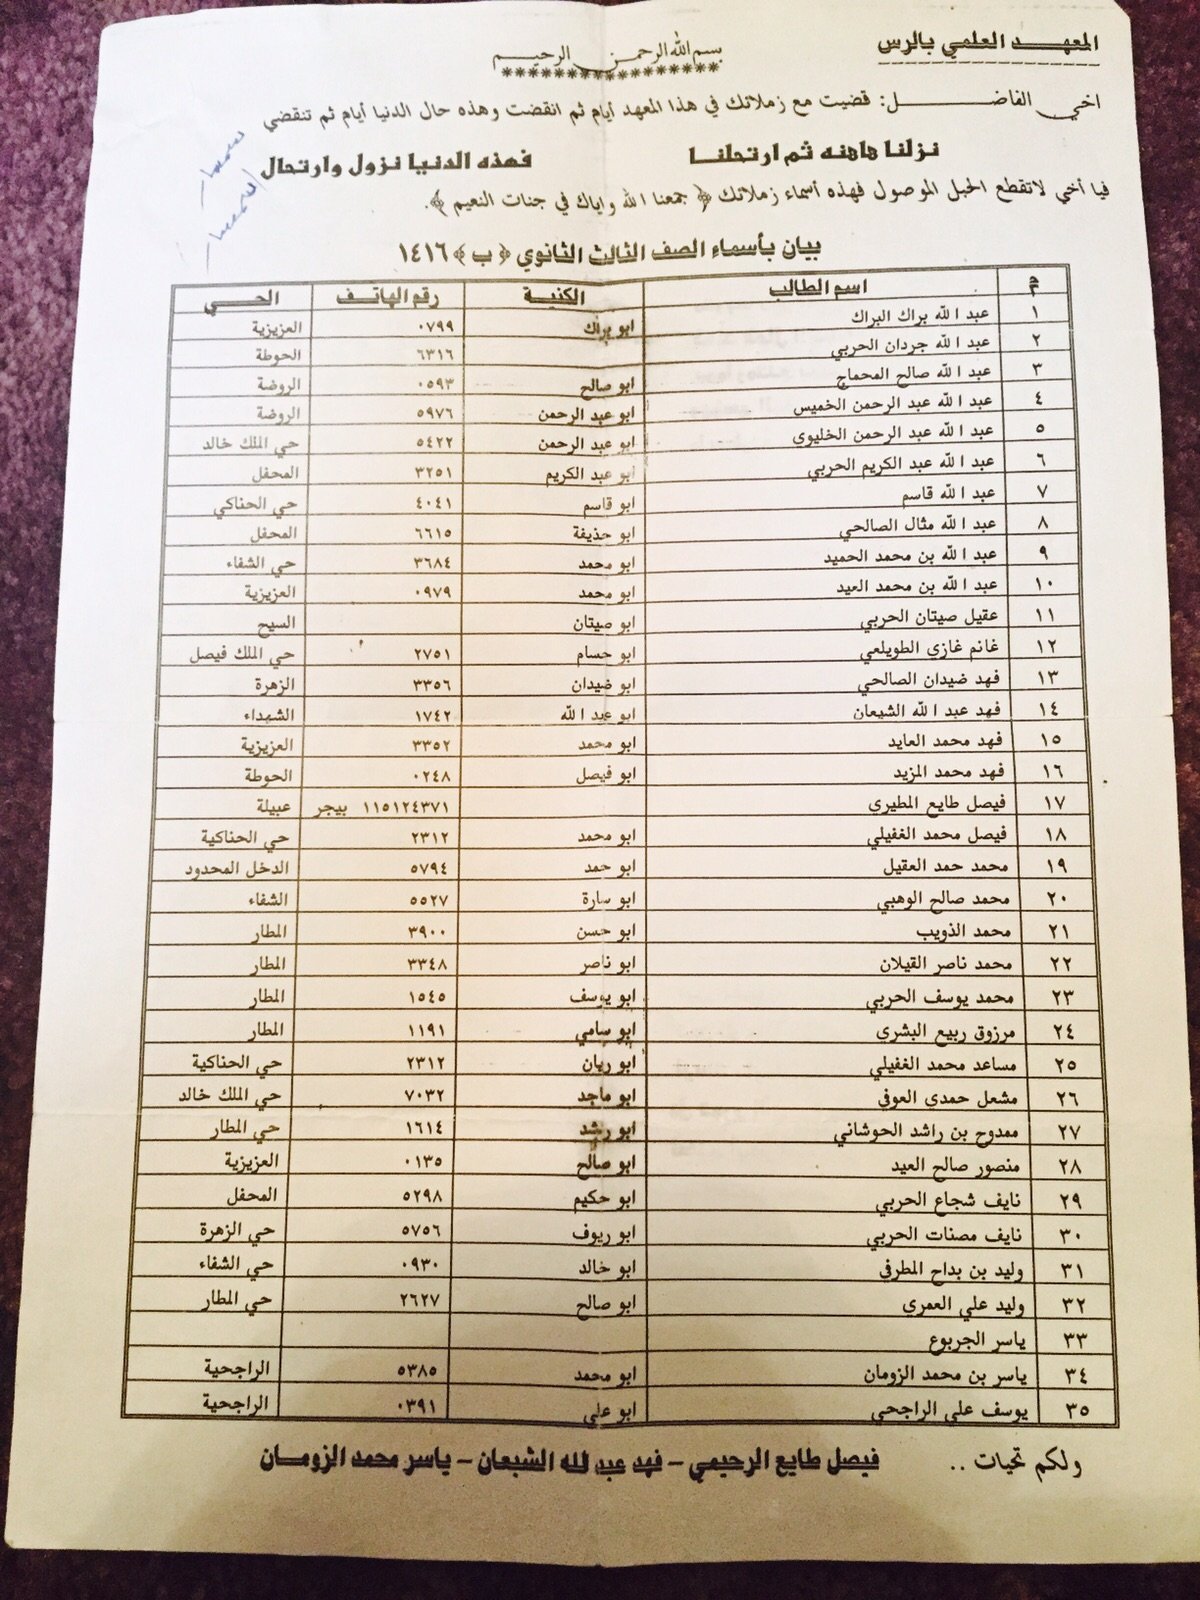 المعهد العلمي بالرس
بسم الله الرحمن الرحيم
*****************
اخي الفاضل: قضيت مع زملائك في هذا المعهد أيام ثم انقضت وهذه حال الدنيا أيام ثم تنقضي
نزلنا هاهنه ثم ارتحلنا فهذه الدنيا نزول وارتحال
فيا أخي لاتقطع الحبل الموصول فهذه أسماء زملائك ﴿ جمعنا الله واياك في جنات النعيم ﴾.
بيان بأسماء الصف الثالث الثانوي ﴿ ب ﴾ ١٤١٦
م اسم الطالب الكنية رقم الهاتف الحي
١ عبد الله براك البراك ابو براك ٠٧٩٩ العزيزية
٢ عبد الله جردان الحربي ٦٣١٦ الحوطة
٣ عبد الله صالح المحماج ابو صالح ٠٥٩٣ الروضة
٤ عبد الله عبد الرحمن الخميس ابو عبد الرحمن ٥٩٧٦ الروضة
٥ عبد الله عبد الرحمن الخليوى ابو عبد الرحمن ٥٤٢٢ حي الملك خالد
٦ عبد الله عبد الكريم الحربي ابو عبد الكريم ٣٢٥١ المحفل
٧ عبد الله قاسم ابو قاسم ٤٠٤١ حي الحناكي
٨ عبد الله مثال الصالحي ابو حذيفة ٦٦١٥ المحفل
٩ عبد الله بن محمد الحميد ابو محمد ٣٦٨٤ حي الشفاء
١٠ عبد الله بن محمد العيد ابو محمد ٠٩٧٩ العزيزية
١١ عقيل صيتان الحربي ابو صيتان السيح
١٢ غانم غازي الطويلعي ابو حسام ٢٧٥١ حي الملك فيصل
١٣ فهد ضيدان الصالحي ابو ضيدان ٣٣٥٦ الزهرة
١٤ فهد عبد الله الشيعان ابو عبد الله ١٧٤٢ الشهداء
١٥ فهد محمد العايد ابو محمد ٣٣٥٢ العزيزية
١٦ فهد محمد المزيد ابو فيصل ٠٢٤٨ الحوطة
١٧ فيصل طايع المطيري ١١٥١٢٤٣٧١ بيجر عبيلة
١٨ فيصل محمد الغفيلي ابو محمد ٢٣١٢ حي الحناكية
١٩ محمد حمد العقيل ابو حمد ٥٧٩٤ الدخل المحدود
٢٠ محمد صالح الوهبي ابو سارة ٥٥٢٧ الشفاء
٢١ محمد الذويب ابو حسن ٣٩٠٠ المطار
٢٢ محمد ناصر القيلان ابو ناصر ٣٣٤٨ المطار
٢٣ محمد يوسف الحربي ابو يوسف ١٥٤٥ المطار
٢٤ مرزوق ربيع البشرى ابو سامي ١١٩١ المطار
٢٥ مساعد محمد الغفيلي ابو ريان ٢٣١٢ حي الحناكية
٢٦ مشعل حمدى العوفى ابو ماجد ٧٠٣٢ حي الملك خالد
٢٧ ممدوح بن راشد الحوشاني ابو رشد ١٦١٤ حي المطار
٢٨ منصور صالح العيد ابو صالح ٠١٣٥ العزيزية
٢٩ نايف شجاع الحربي ابو حكيم ٥٢٩٨ المحفل
٣٠ نايف مصنات الحربي ابو ريوف ٥٧٥٦ حي الزهرة
٣١ وليد بن بداح المطرفى ابو خالد ٠٩٣٠ حي الشفاء
٣٢ وليد علي العمري ابو صالح ٢٦٢٧ حي المطار
٣٣ ياسر الجربوع
٣٤ ياسر بن محمد الزومان ابو محمد ٥٣٨٥ الراجحية
٣٥ يوسف علي الراجحي ابو علي ٠٣٩١ الراجحية
ولكم تحيات .. فيصل طايع الرحيمي - فهد عبد لله الشبعان - ياسر محمد الزومان